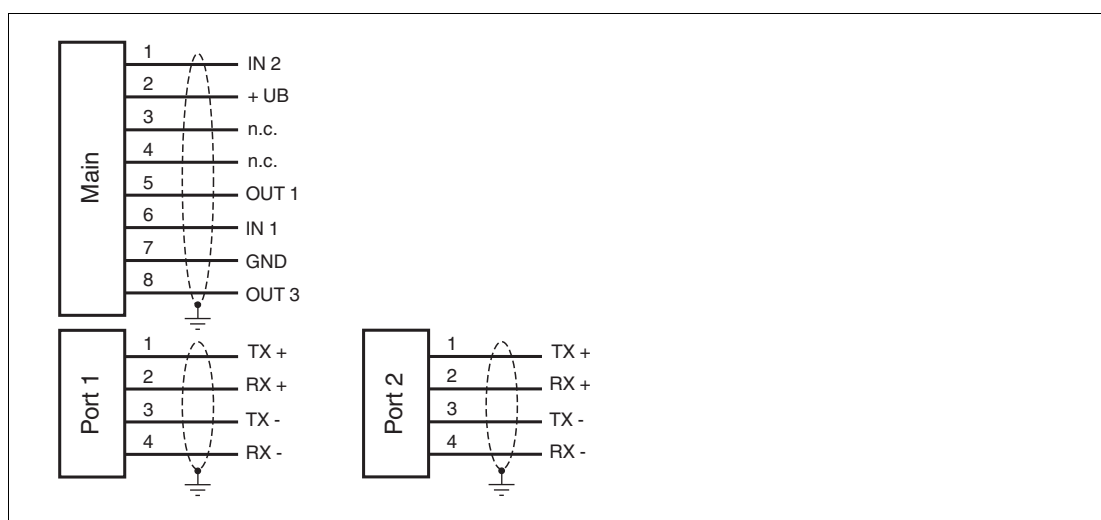 Main
1 IN 2
2 + UB
3 n.c.
4 n.c.
5 OUT 1
6 IN 1
7 GND
8 OUT 3
Port 1
1 TX +
2 RX +
3 TX -
4 RX -
Port 2
1 TX +
2 RX +
3 TX -
4 RX -